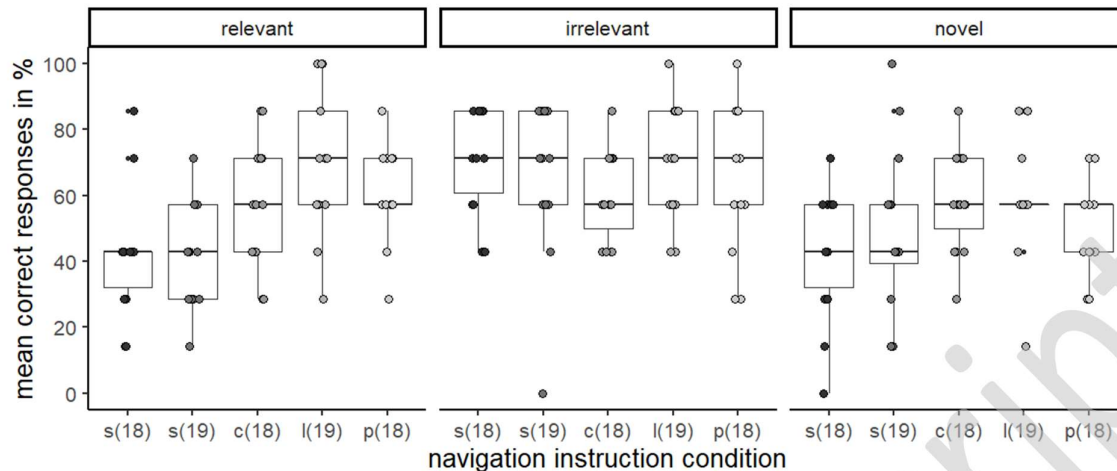 relevant irrelevant novel
mean correct responses in %
100
80
60
40
20
0
s(18) s(19) c(18) l(19) p(18) s(18) s(19) c(18) l(19) p(18) s(18) s(19) c(18) l(19) p(18)
navigation instruction condition